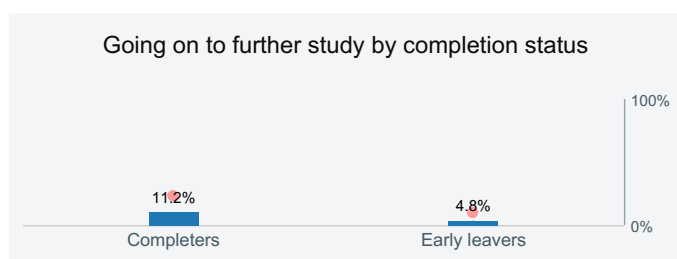 Going on to further study by completion status
100%
11.2%
4.8%
0%
Completers
Early leavers